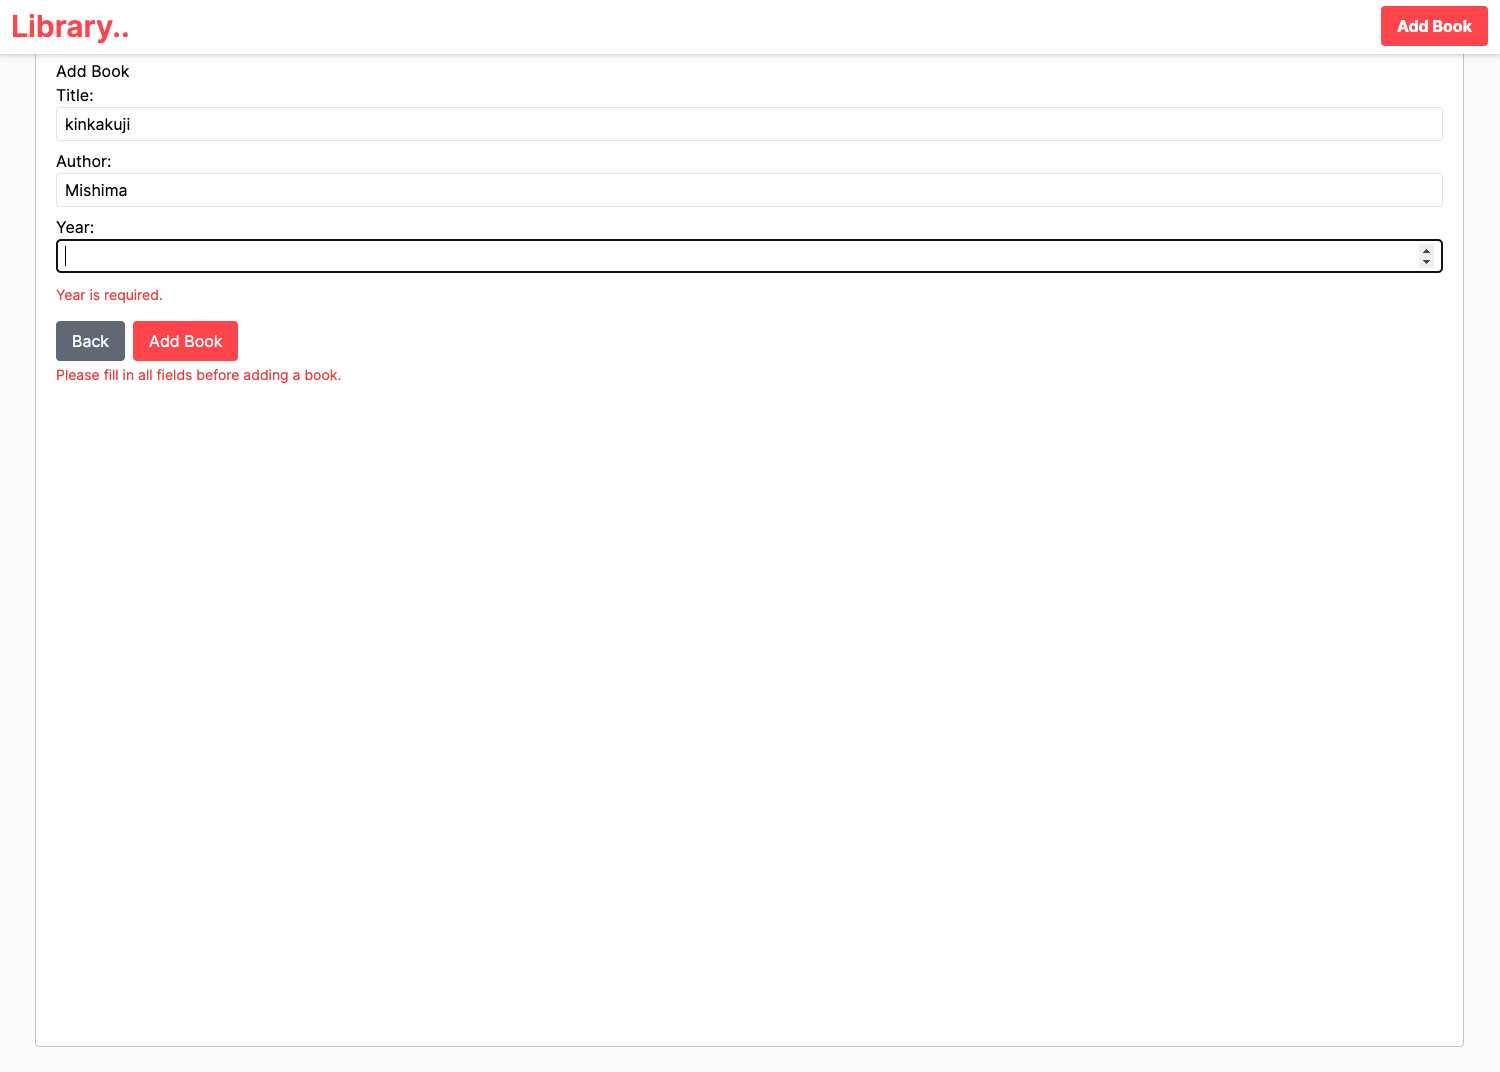 Library..
Add Book
Add Book
Title:
kinkakuji
Author:
Mishima
Year:
Year is required.
Back
Add Book
Please fill in all fields before adding a book.